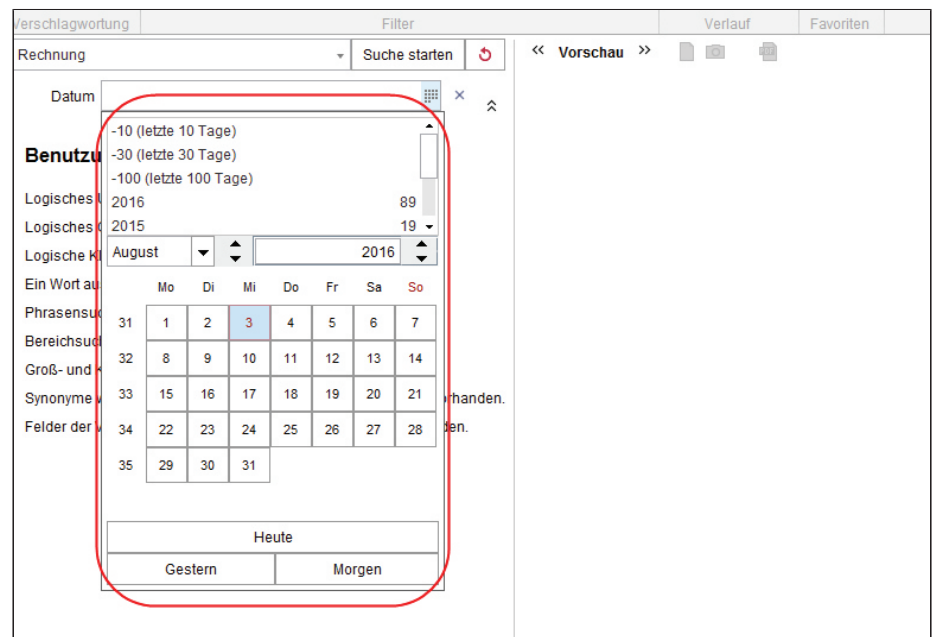 Verschlagwortung Filter Verlauf Favoriten
Rechnung Suche starten << Vorschau >>
Datum
-10 (letzte 10 Tage)
Benutzu -30 (letzte 30 Tage)
-100 (letzte 100 Tage)
Logisches 2016 89
Logisches 2015 19
Logische August 2016
Ein Wort au Mo Di Mi Do Fr Sa So
Phrasensuc
31 1 2 3 4 5 6 7
Bereichsuch
32 8 9 10 11 12 13 14
Groß- und
33 15 16 17 18 19 20 21
Synonyme rhanden.
34 22 23 24 25 26 27 28
Felder der den.
35 29 30 31
Heute
Gestern Morgen